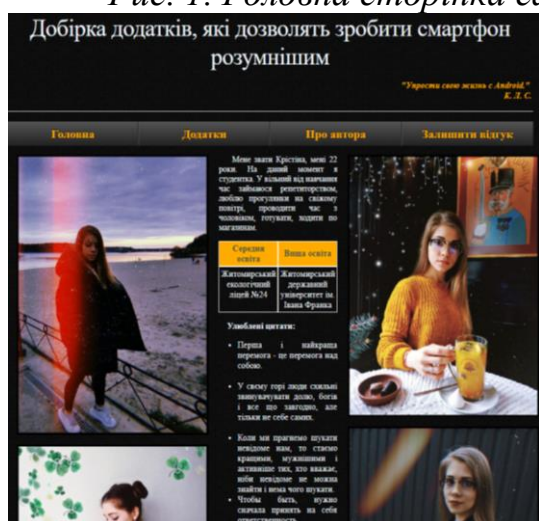 Рис. 1. Головна сторінка са
Добірка додатків, які дозволять зробити смартфон
розумнішим
"Упрости свою жизнь с Android."
К. Л. С.
Головна Додатки Про автора Залишити відгук
Мене звати Крістіна, мені 22
роки. На даний момент я
студентка. У вільний від навчання
час займаюся репетиторством,
люблю прогулянки на свіжому
повітрі, проводити час з
чоловіком, готувати, ходити по
магазинам.
Середня Вища освіта
освіта
Житомирський Житомирський
екологічний державний
ліцей №24 університет ім.
Івана Франка
Улюблені цитати:
• Перша і найкраща
перемога - це перемога над
собою.
• У своєму горі люди схильні
звинувачувати долю, богів
і все що завгодно, але
тільки не себе самих.
• Коли ми прагнемо шукати
невідоме нам, то стаємо
кращими, мужнішими і
активніше тих, хто вважає,
ніби невідоме не можна
знайти і нема чого шукати.
• Чтобы быть, нужно
сначала принять на себя
ответственность.